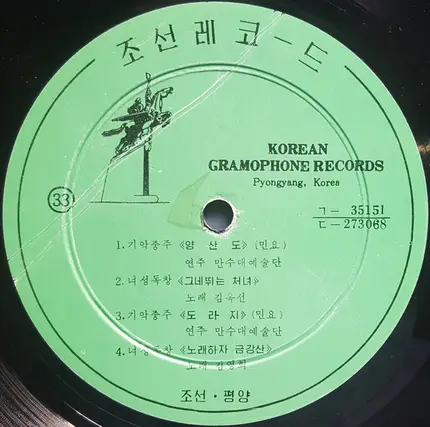 조선레코-드
KOREAN
GRAMOPHONE RECORDS
Pyongyang, Korea
33
ㄱ- 35151
ㄷ-273068
1. 기악중주 《양 산 도》 (민요)
연주 만수대예술단
2. 녀성독창 《그네뛰는 처녀》
노래 김옥선
3. 기악중주 《도 라 지》 (민요)
연주 만수대예술단
4. 녀성독창 《노래하자 금강산》
노래
조선·평양